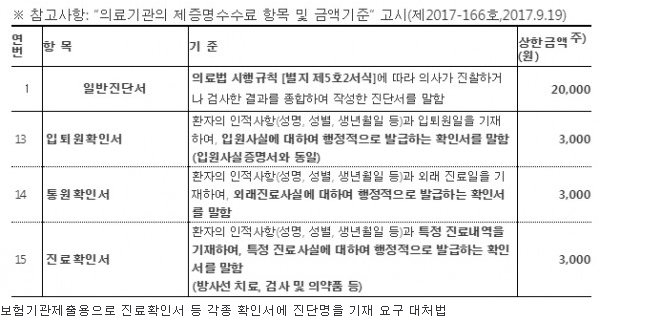 ※ 참고사항: "의료기관의 제증명수수료 항목 및 금액기준" 고시(제2017-166호,2017.9.19)
연번 항 목 기 준 상한금액 주) (원)
1 일반진단서 의료법 시행규칙 [별지 제5호2서식]에 따라 의사가 진찰하거
나 검사한 결과를 종합하여 작성한 진단서를 말함 20,000
13 입퇴원확인서 환자의 인적사항(성명, 성별, 생년월일 등)과 입퇴원일을 기재
하여, 입원사실에 대하여 행정적으로 발급하는 확인서를 말함
(입원사실증명서와 동일) 3,000
14 통원확인서 환자의 인적사항(성명, 성별, 생년월일 등)과 외래 진료일을 기
재하여, 외래진료사실에 대하여 행정적으로 발급하는 확인서
를 말함 3,000
15 진료확인서 환자의 인적사항(성명, 성별, 생년월일 등)과 특정 진료내역을
기재하여, 특정 진료사실에 대하여 행정적으로 발급하는 확인
서를 말함
(방사선 치료, 검사 및 의약품 등) 3,000
보험기관제출용으로 진료확인서 등 각종 확인서에 진단명을 기재 요구 대처법